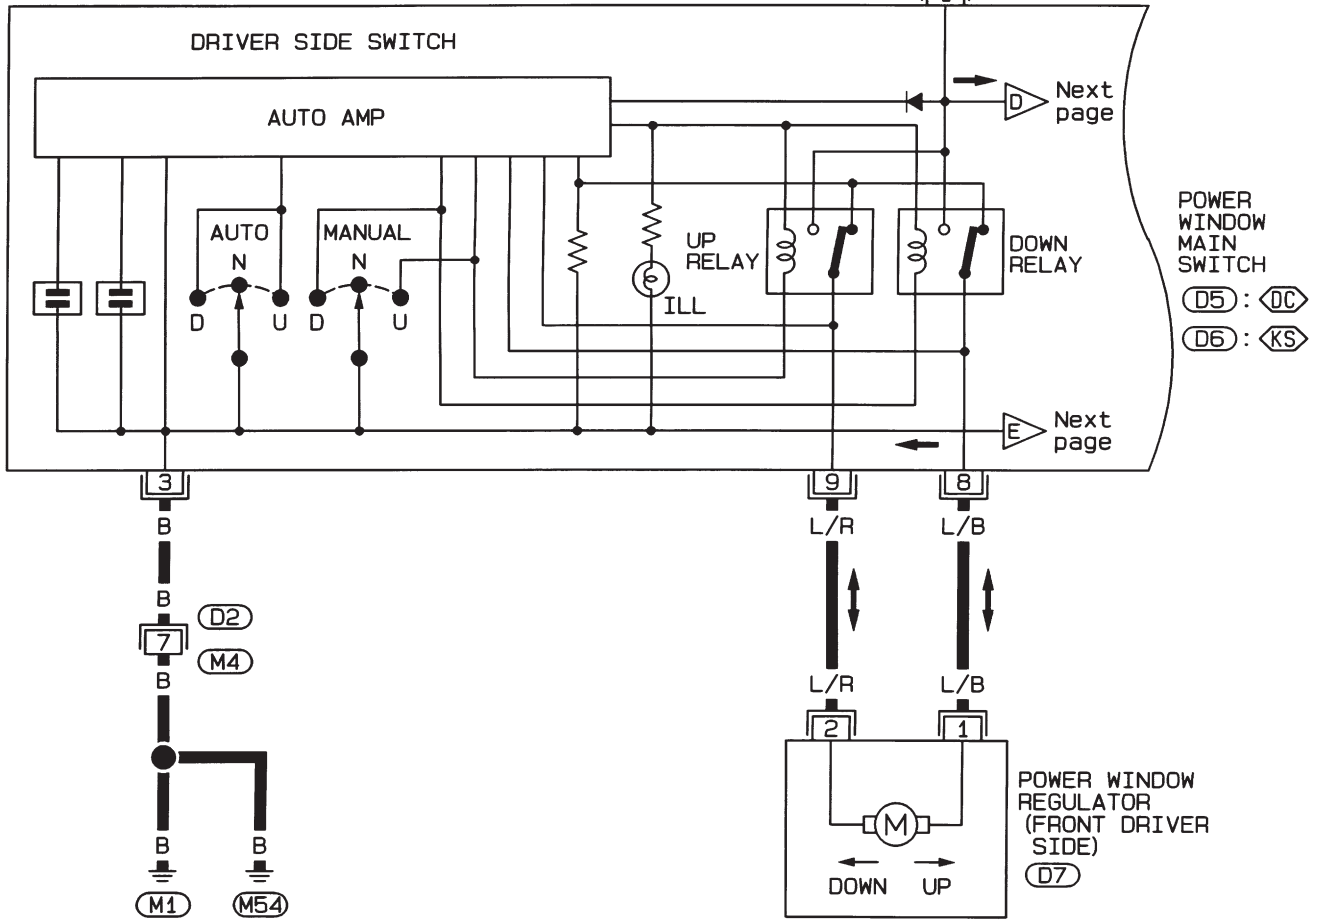 DRIVER SIDE SWITCH
AUTO AMP
D
Next
page
AUTO
N
D
U
MANUAL
N
D
U
ILL
UP
RELAY
DOWN
RELAY
POWER
WINDOW
MAIN
SWITCH
D5 : DC
D6 : KS
E
Next
page
3
9
8
B
L/R
L/B
B
D2
7
M4
B
L/R
L/B
2
1
POWER WINDOW
REGULATOR
(FRONT DRIVER
SIDE)
D7
M
DOWN
UP
B
B
M1
M54